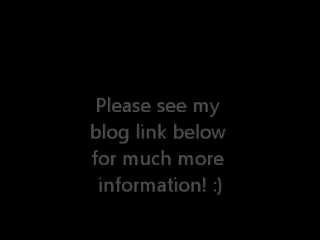 Please see my
blog link below
for much more
information! :)